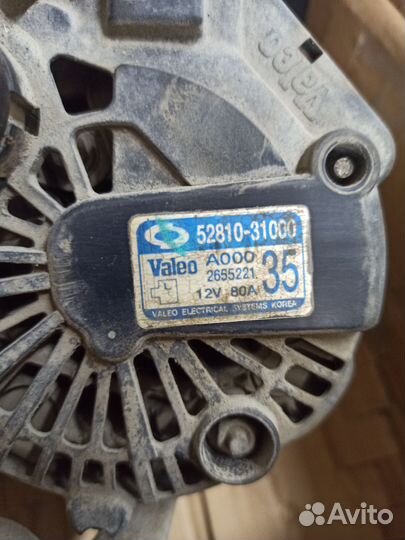 Valeo
52810-31000
Valeo A000
2655221
12V 80A
35
VALEO ELECTRICAL SYSTEMS KOREA
Avito